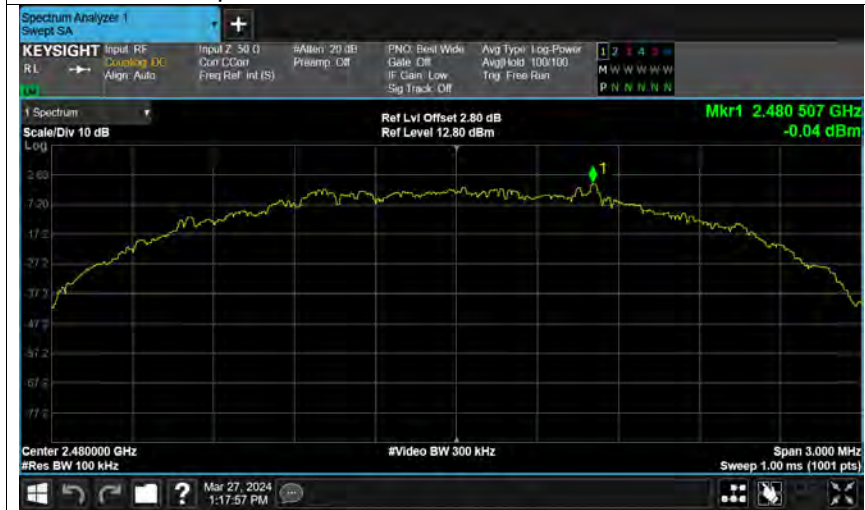 Spectrum Analyzer 1
Swept SA
+
KEYSIGHT Input: RF
RL
Coupling: DC
Align: Auto
Input Z: 50 Ω
Corr CCorr
Freq Ref: Int (S)
#Atten: 20 dB
Preamp: Off
PNO: Best Wide
Gate: Off
IF Gain: Low
Sig Track: Off
Avg Type: Log-Power
Avg|Hold: 100/100
Trig: Free Run
1 2 3 4 5 6
M W W W W W
P N N N N N
1 Spectrum
Scale/Div 10 dB
Log
Ref Lvl Offset 2.80 dB
Ref Level 12.80 dBm
Mkr1 2.480 507 GHz
-0.04 dBm
1
2.80
-7.20
-17.2
-27.2
-37.2
-47.2
-57.2
-67.2
-77.2
Center 2.480000 GHz
#Res BW 100 kHz
#Video BW 300 kHz
Span 3.000 MHz
Sweep 1.00 ms (1001 pts)
?
Mar 27, 2024
1:17:57 PM